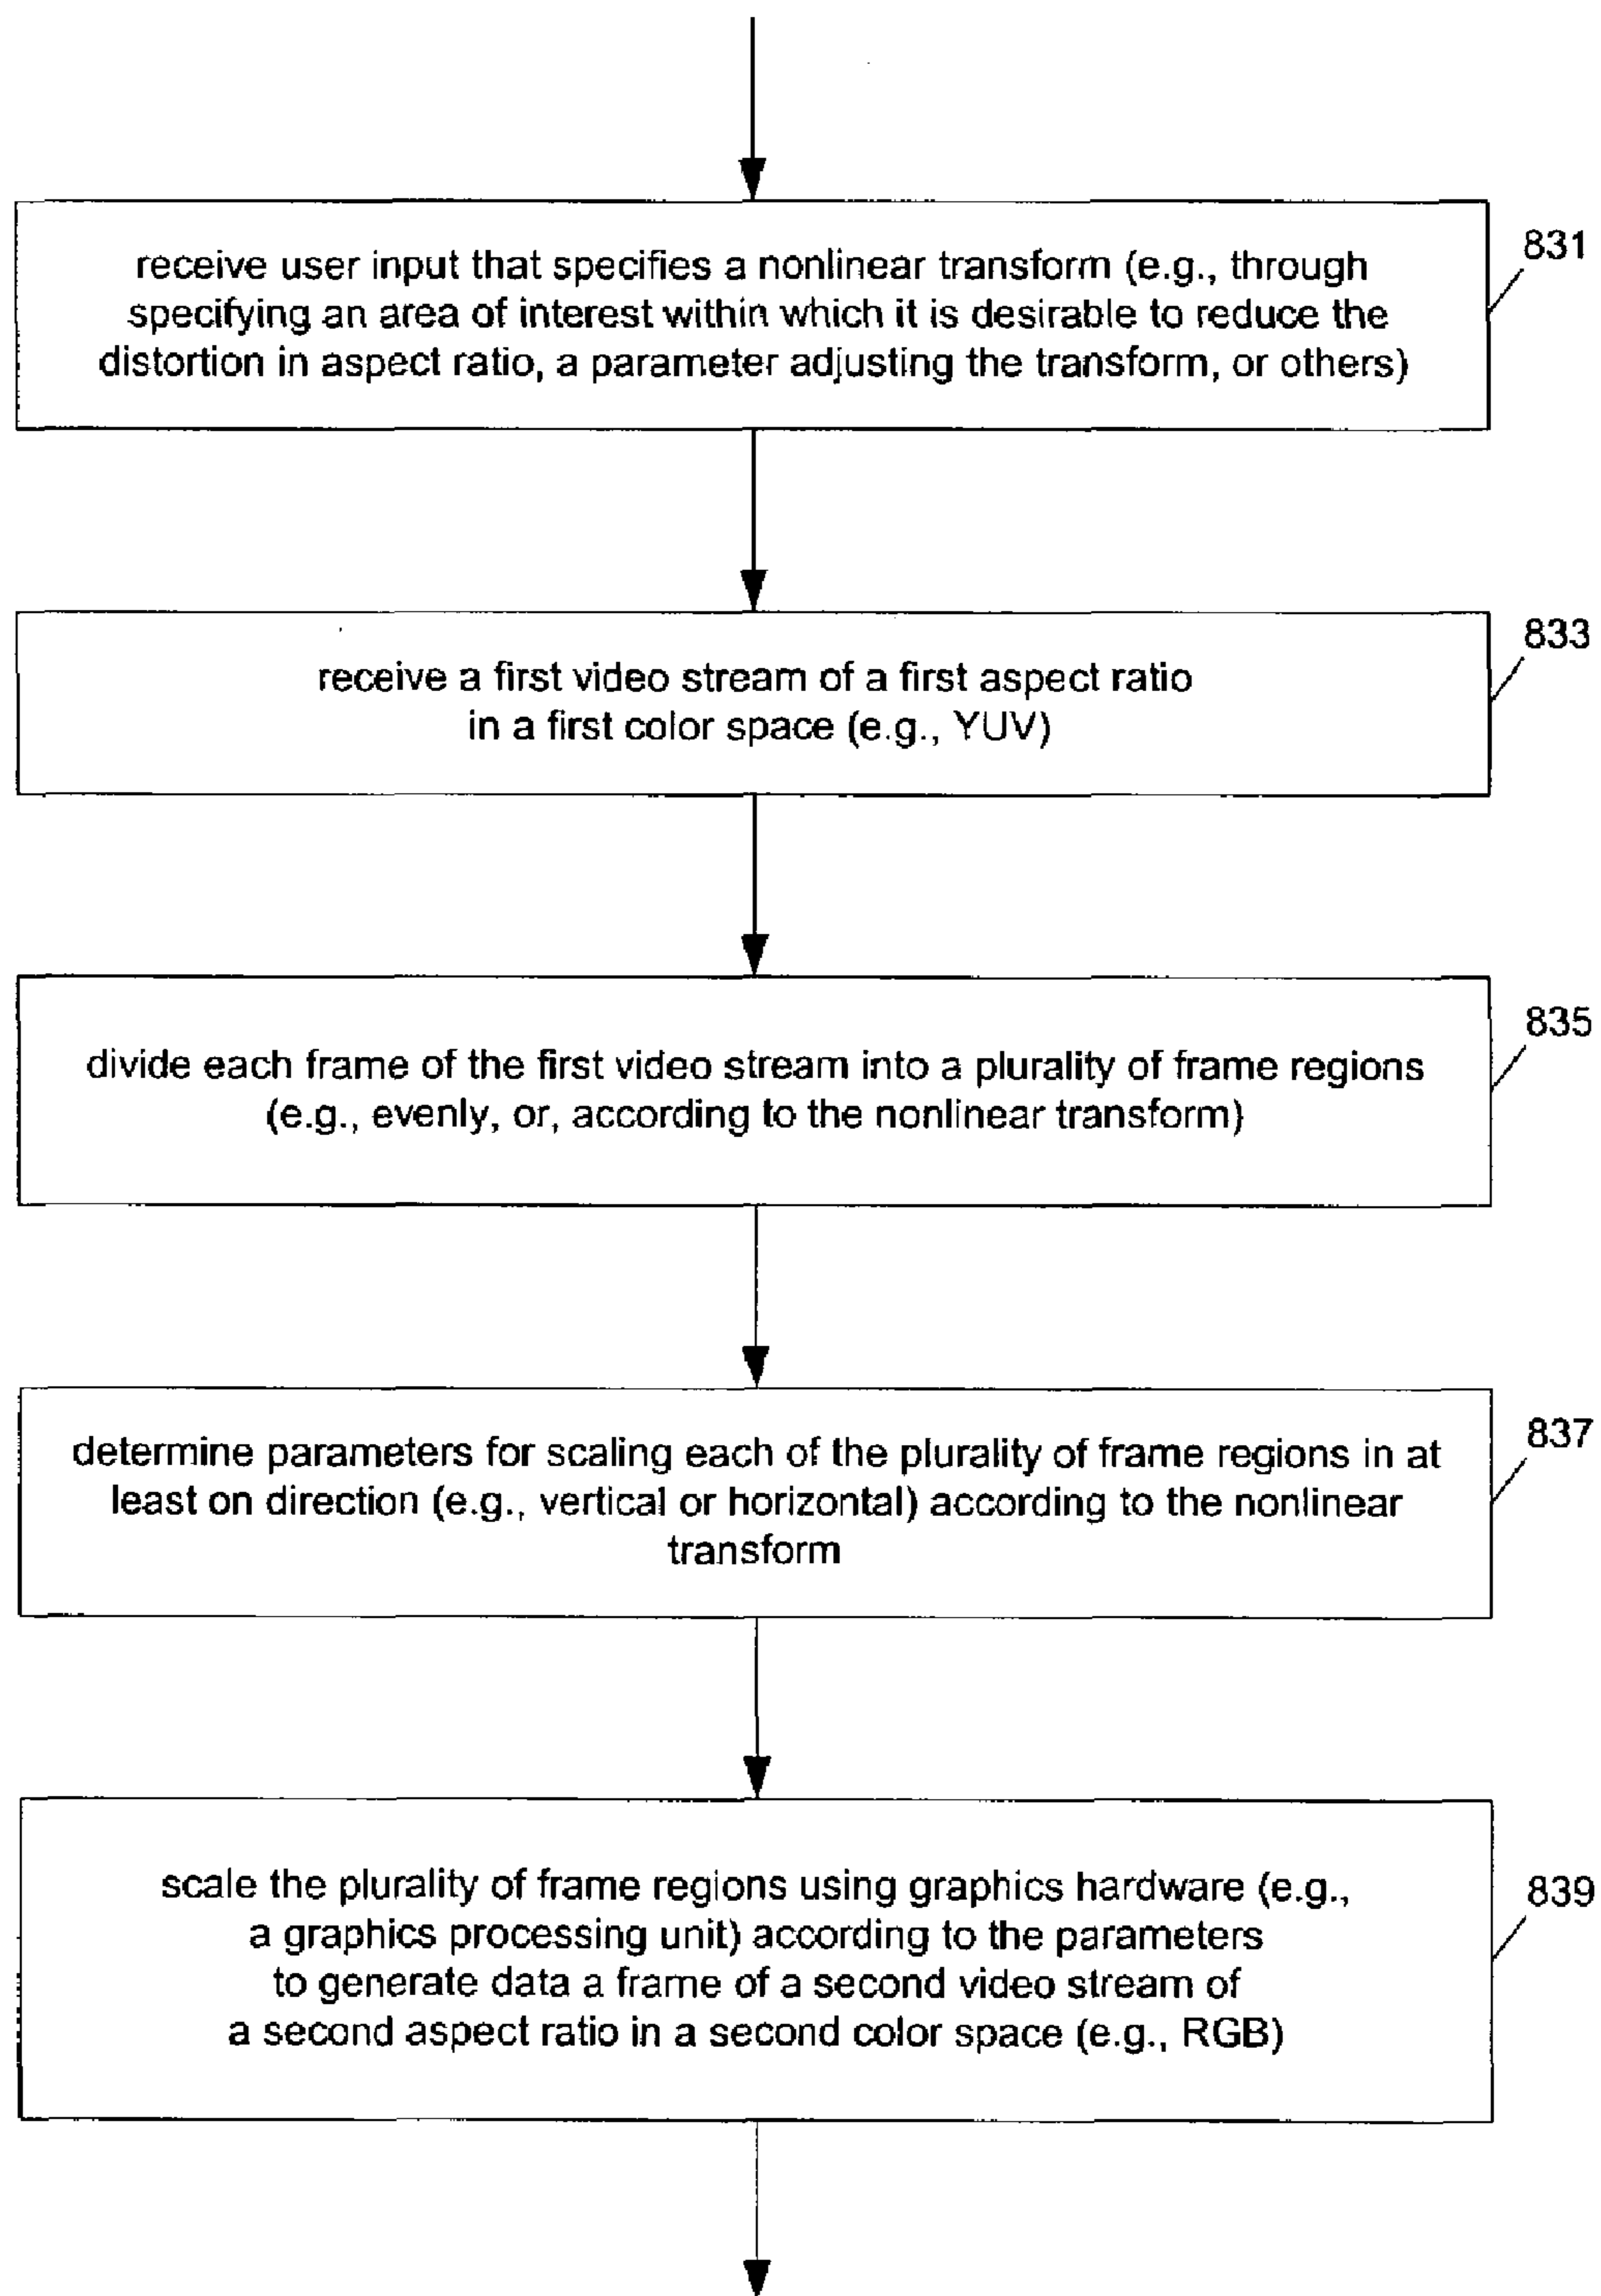 receive user input that specifies a nonlinear transform (e.g., through
specifying an area of interest within which it is desirable to reduce the
distortion in aspect ratio, a parameter adjusting the transform, or others)
831
receive a first video stream of a first aspect ratio
in a first color space (e.g., YUV)
833
divide each frame of the first video stream into a plurality of frame regions
(e.g., evenly, or, according to the nonlinear transform)
835
determine parameters for scaling each of the plurality of frame regions in at
least on direction (e.g., vertical or horizontal) according to the nonlinear
transform
837
scale the plurality of frame regions using graphics hardware (e.g.,
a graphics processing unit) according to the parameters
to generate data a frame of a second video stream of
a second aspect ratio in a second color space (e.g., RGB)
839